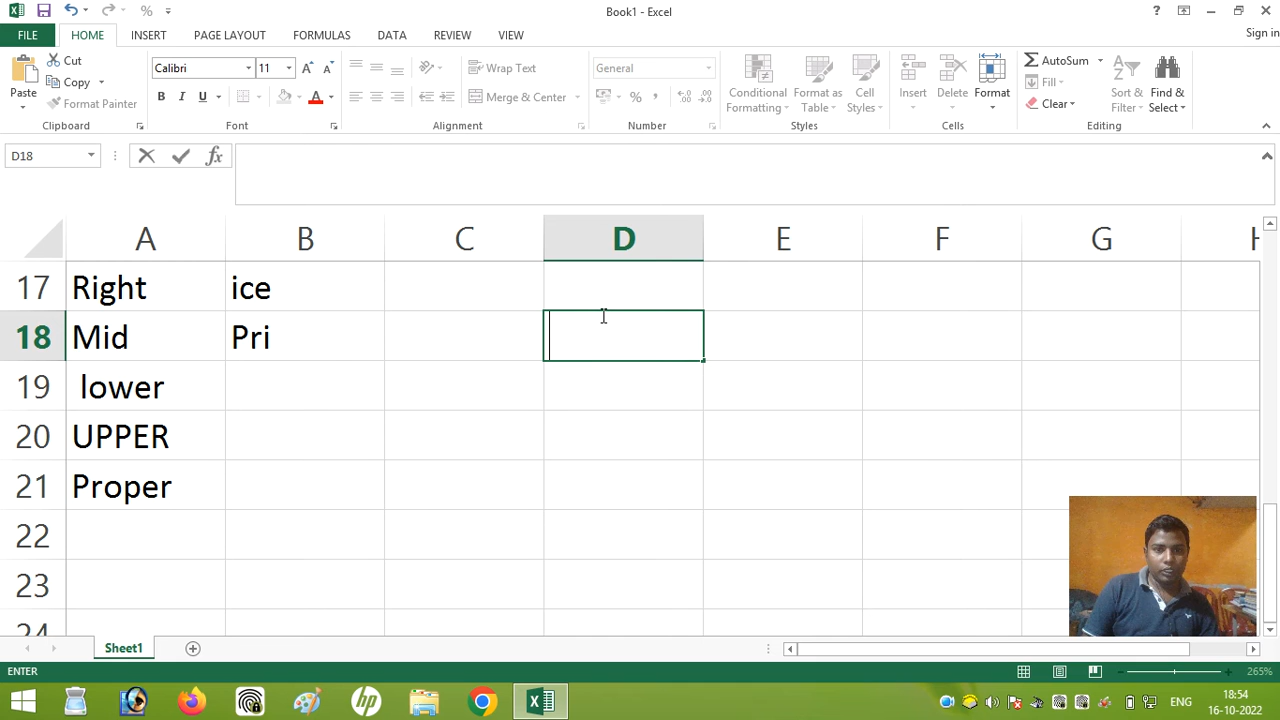 Book1 - Excel
FILE HOME INSERT PAGE LAYOUT FORMULAS DATA REVIEW VIEW Sign in
Cut
Copy
Format Painter
Paste
Clipboard
Calibri 11
B I U A
Font
Wrap Text
Merge & Center
Alignment
General
%
Number
Conditional Formatting
Format as Table
Cell Styles
Styles
Insert Delete Format
Cells
AutoSum
Fill
Clear
Sort & Filter
Find & Select
Editing
D18 fx
A B C D E F G H
17 Right ice
18 Mid Pri
19 lower
20 UPPER
21 Proper
22
23
24
Sheet1
ENTER 265%
ENG 18:54
16-10-2022